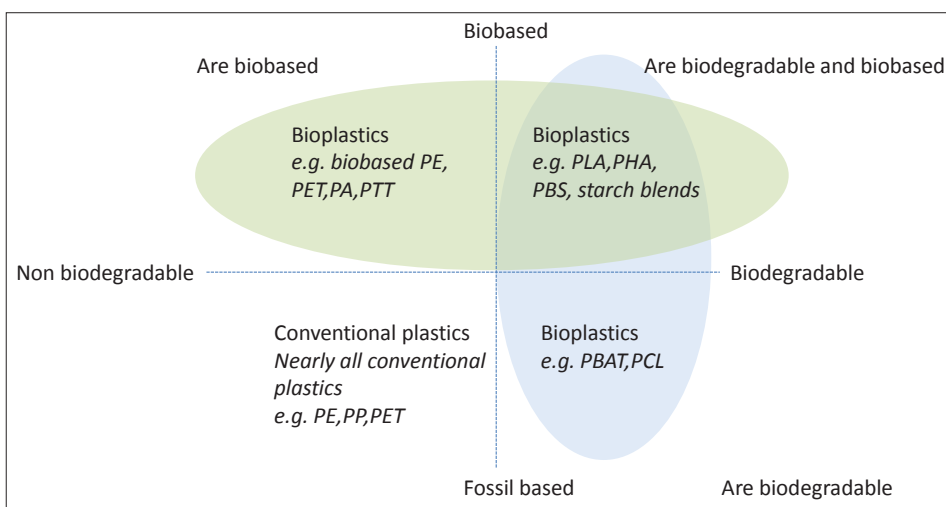 Biobased
Are biobased
Are biodegradable and biobased
Bioplastics
e.g. biobased PE,
PET,PA,PTT
Bioplastics
e.g. PLA,PHA,
PBS, starch blends
Non biodegradable
Biodegradable
Conventional plastics
Nearly all conventional
plastics
e.g. PE,PP,PET
Bioplastics
e.g. PBAT,PCL
Fossil based
Are biodegradable